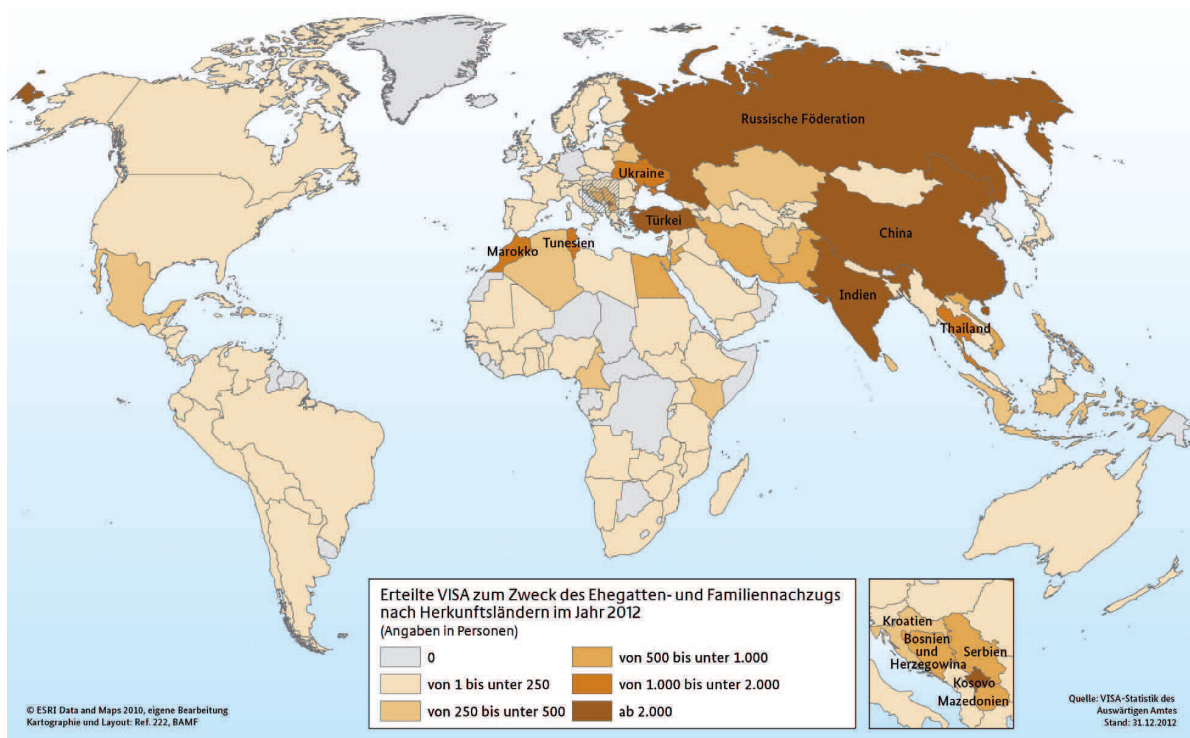 Russische Föderation
Ukraine
Türkei
China
Marokko
Tunesien
Indien
Thailand
Erteilte VISA zum Zweck des Ehegatten- und Familiennachzugs
nach Herkunftsländern im Jahr 2012
(Angaben in Personen)
0
von 1 bis unter 250
von 250 bis unter 500
von 500 bis unter 1.000
von 1.000 bis unter 2.000
ab 2.000
Kroatien
Bosnien
und
Herzegowina
Serbien
Kosovo
Mazedonien
© ESRI Data and Maps 2010, eigene Bearbeitung
Kartographie und Layout: Ref. 222, BAMF
Quelle: VISA-Statistik des
Auswärtigen Amtes
Stand: 31.12.2012